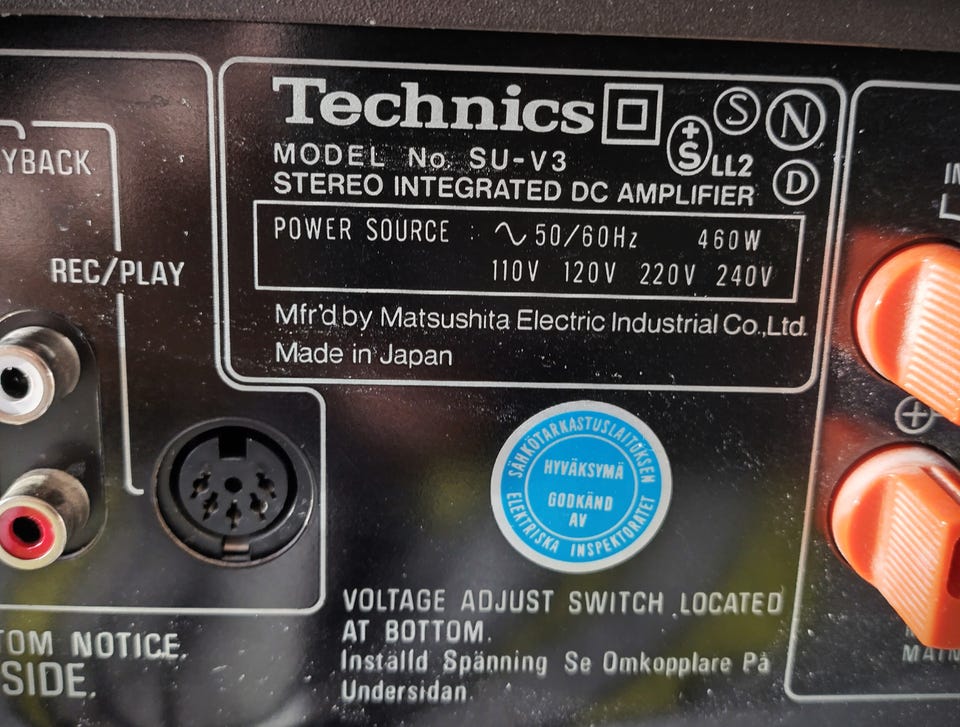 Technics
MODEL No. SU-V3
STEREO INTEGRATED DC AMPLIFIER
S N
+S LL2 D
POWER SOURCE : ∿ 50/60Hz 460W
110V 120V 220V 240V
Mfr'd by Matsushita Electric Industrial Co.,Ltd.
Made in Japan
YBACK
REC/PLAY
SÄHKÖTARKASTUSLAITOKSEN
HYVÄKSYMÄ
GODKÄND
AV
ELEKTRISKA INSPEKTORATET
VOLTAGE ADJUST SWITCH LOCATED
AT BOTTOM.
Inställd Spänning Se Omkopplare På
Undersidan.
TOM NOTICE.
SIDE.